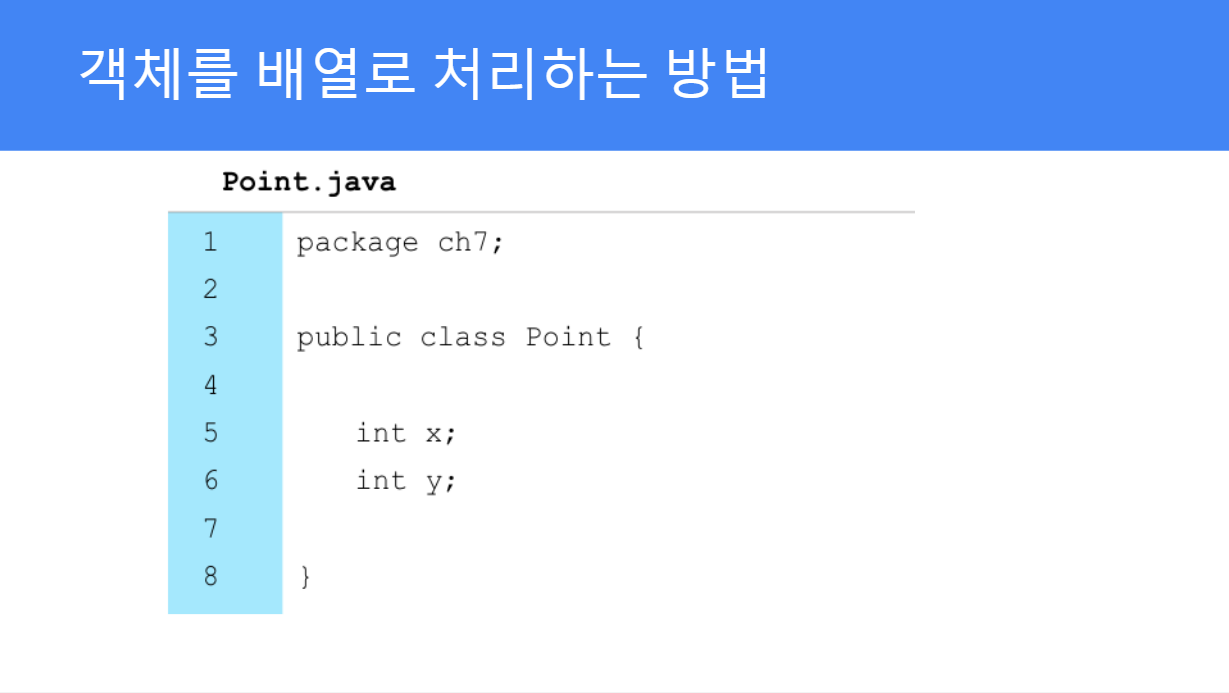 객체를 배열로 처리하는 방법
Point.java
1 package ch7;
2
3 public class Point {
4
5 int x;
6 int y;
7
8 }